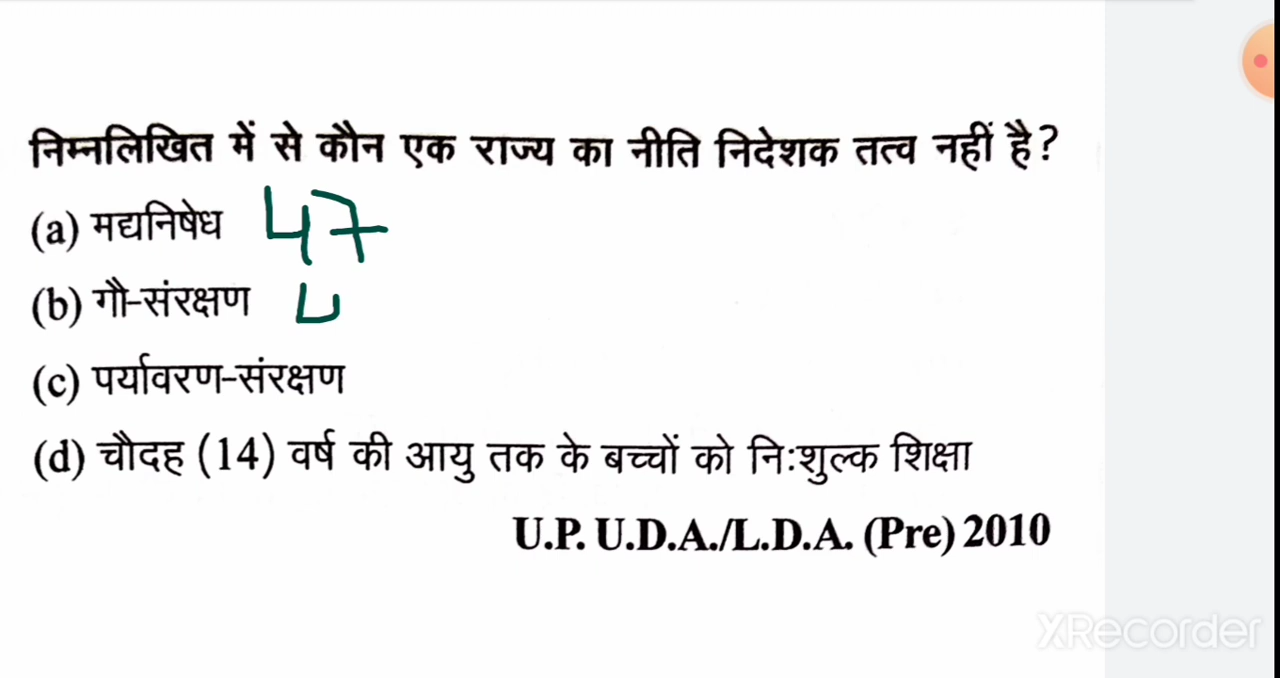 निम्नलिखित में से कौन एक राज्य का नीति निदेशक तत्व नहीं है?
(a) मद्यनिषेध 47
(b) गौ-संरक्षण
(c) पर्यावरण-संरक्षण
(d) चौदह (14) वर्ष की आयु तक के बच्चों को नि:शुल्क शिक्षा
U.P. U.D.A./L.D.A. (Pre) 2010
XRecorder